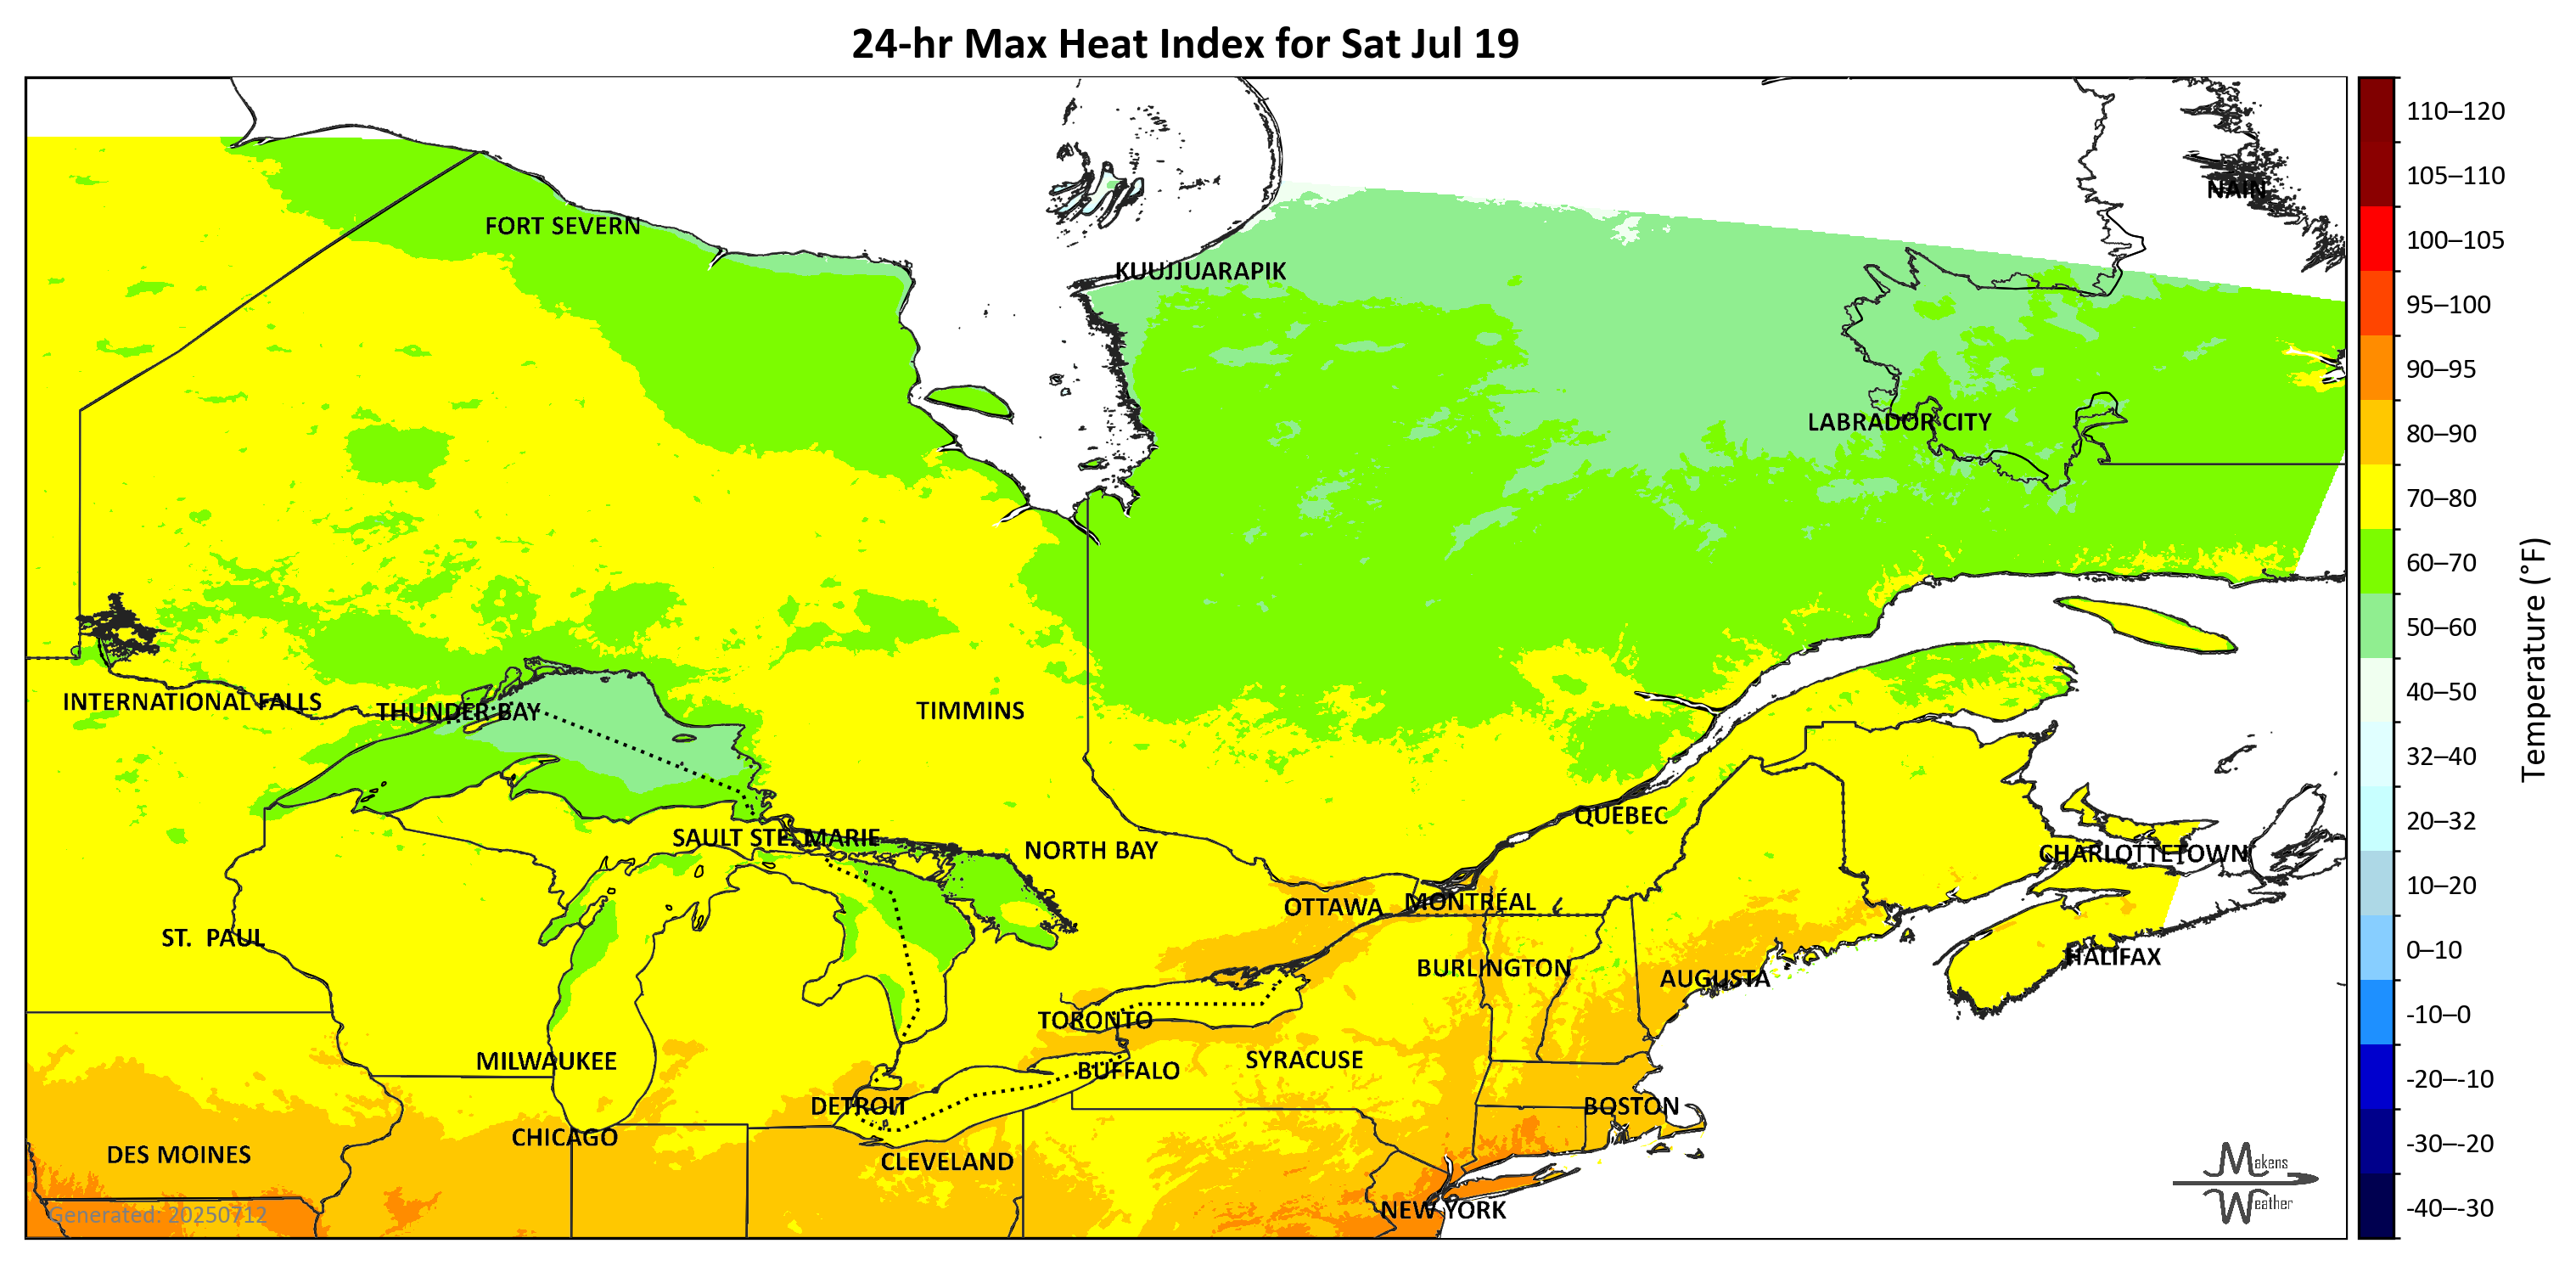 24-hr Max Heat Index for Sat Jul 19
NAIN
FORT SEVERN
KUUJJUARAPIK
LABRADOR CITY
INTERNATIONAL FALLS
THUNDER BAY
TIMMINS
QUÉBEC
SAULT STE. MARIE
NORTH BAY
CHARLOTTETOWN
OTTAWA
MONTRÉAL
ST.  PAUL
HALIFAX
BURLINGTON
AUGUSTA
TORONTO
MILWAUKEE
SYRACUSE
BUFFALO
DETROIT
BOSTON
CHICAGO
DES MOINES
CLEVELAND
NEW YORK
Generated: 20250712
Makens
Weather
110–120
105–110
100–105
95–100
90–95
80–90
70–80
60–70
50–60
40–50
32–40
20–32
10–20
0–10
-10–0
-20–-10
-30–-20
-40–-30
Temperature (°F)